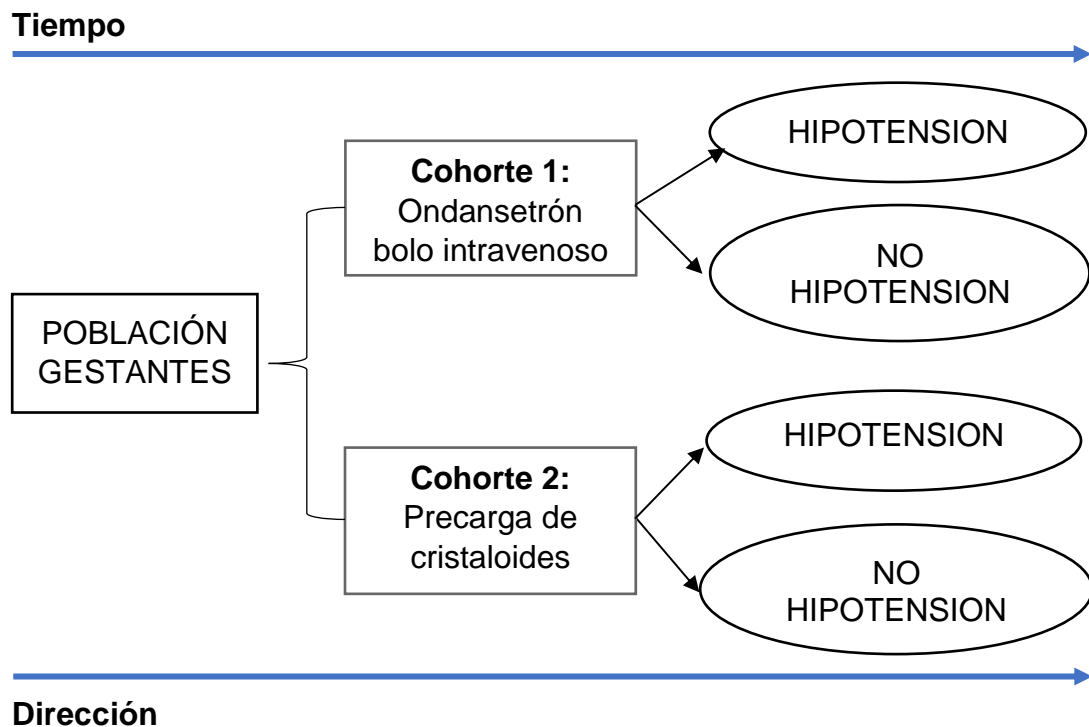 Tiempo
POBLACIÓN
GESTANTES
Cohorte 1:
Ondansetrón
bolo intravenoso
HIPOTENSION
NO
HIPOTENSION
Cohorte 2:
Precarga de
cristaloides
HIPOTENSION
NO
HIPOTENSION
Dirección